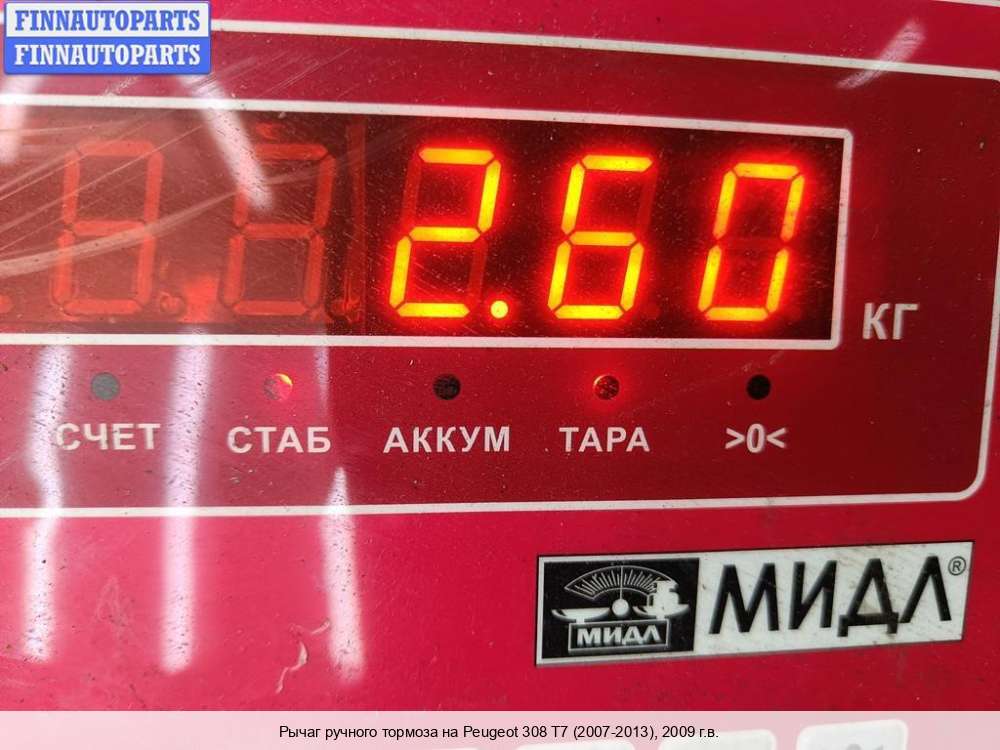 FINNAUTOPARTS
FINNAUTOPARTS
2.60
КГ
СЧЕТ СТАБ АККУМ ТАРА >0<
МИДЛ МИДЛ®
Рычаг ручного тормоза на Peugeot 308 T7 (2007-2013), 2009 г.в.